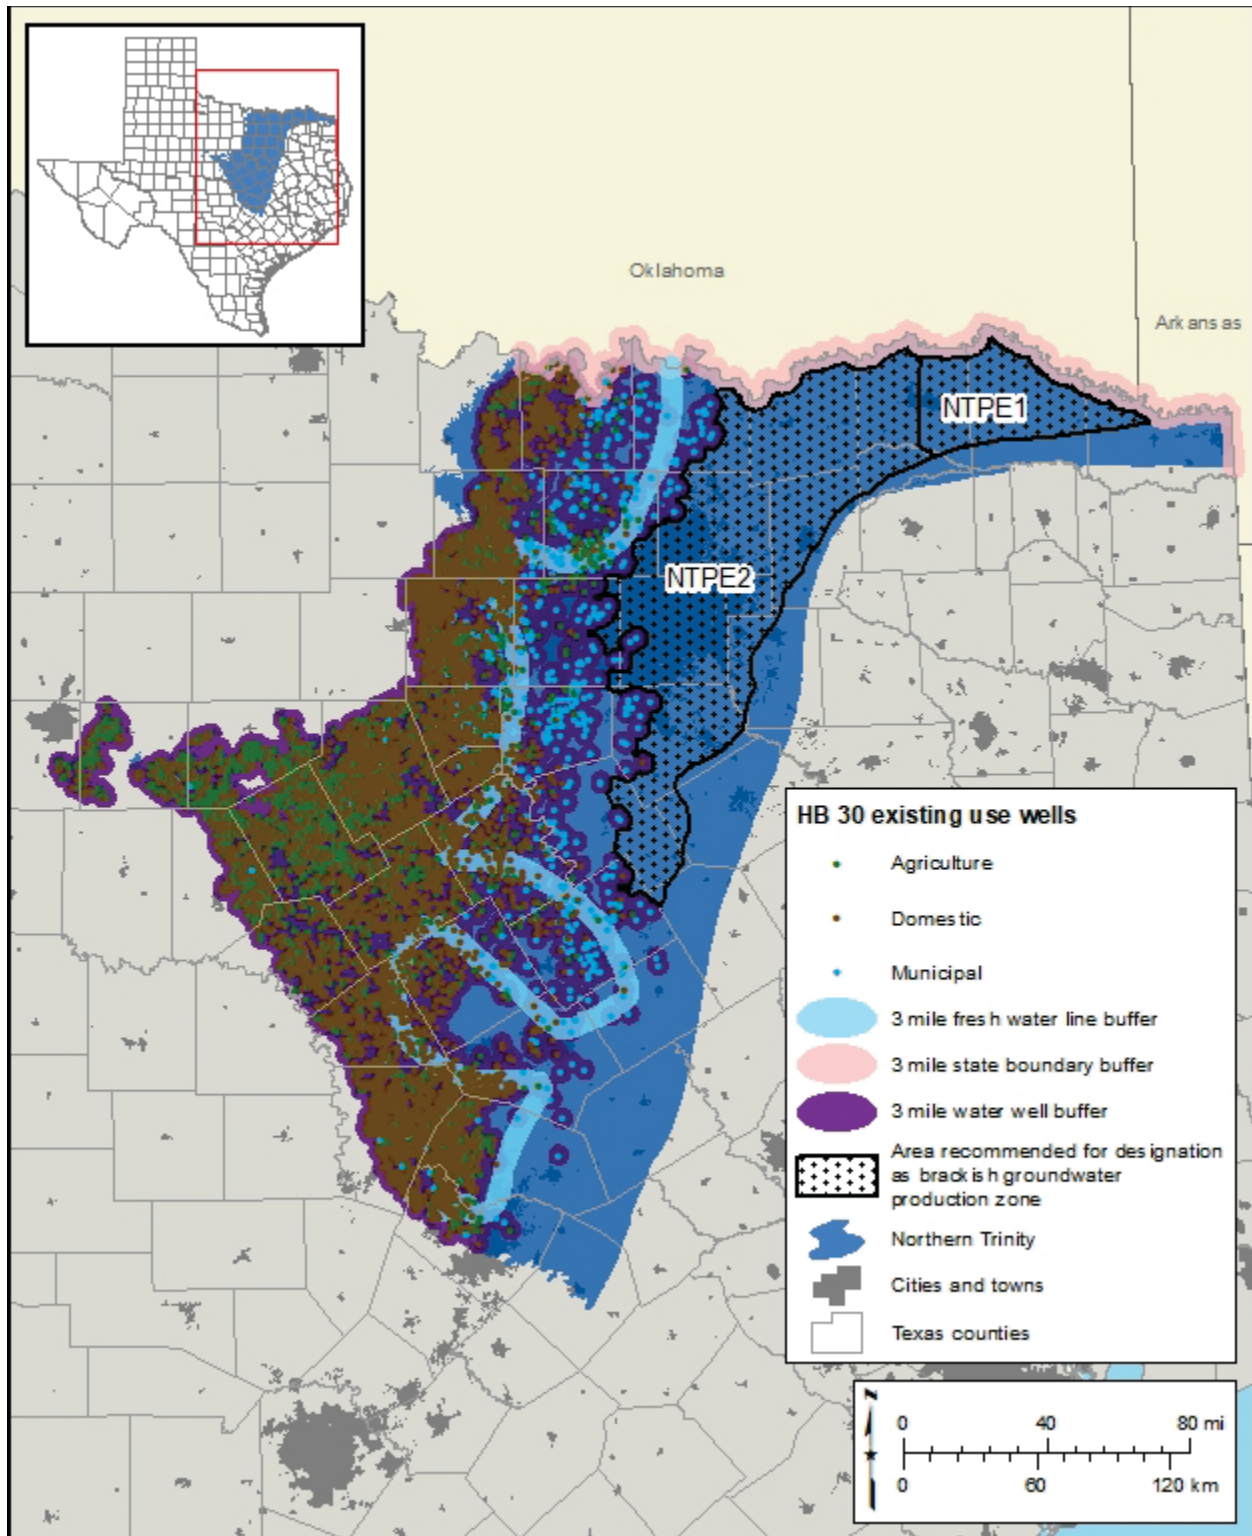 Oklahoma
Arkansas
NTPE1
NTPE2
HB 30 existing use wells
Agriculture
Domestic
Municipal
3 mile fresh water line buffer
3 mile state boundary buffer
3 mile water well buffer
Area recommended for designation
as brackish groundwater
production zone
Northern Trinity
Cities and towns
Texas counties
N
0 40 80 mi
0 60 120 km